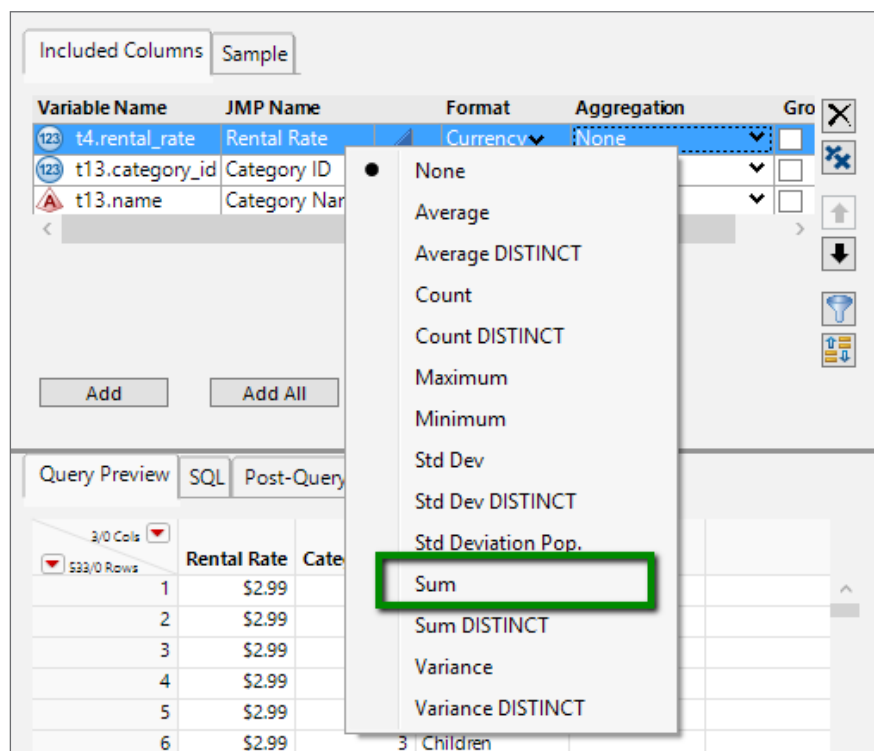 Included Columns Sample
Variable Name JMP Name Format Aggregation Gro
123 t4.rental_rate Rental Rate Currency None
123 t13.category_id Category ID
A t13.name Category Nar
None
Average
Average DISTINCT
Count
Count DISTINCT
Maximum
Minimum
Std Dev
Std Dev DISTINCT
Std Deviation Pop.
Sum
Sum DISTINCT
Variance
Variance DISTINCT
Add Add All
Query Preview SQL Post-Query
3/0 Cols
533/0 Rows
Rental Rate Cate
1 $2.99
2 $2.99
3 $2.99
4 $2.99
5 $2.99
6 $2.99 3 Children